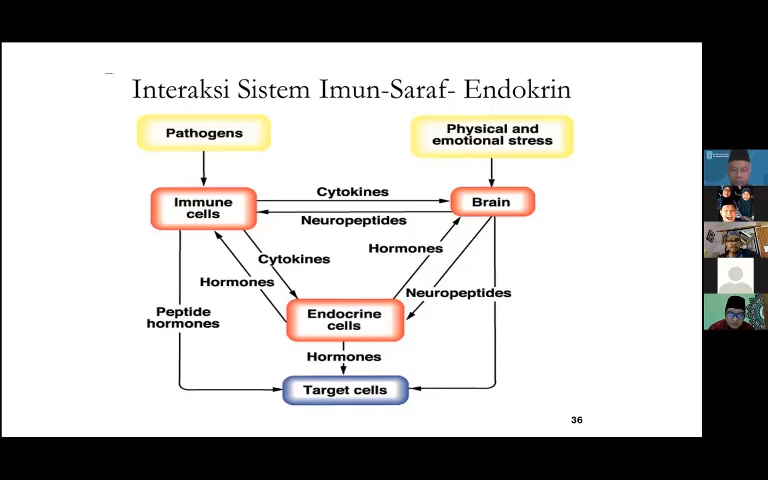 Interaksi Sistem Imun-Saraf- Endokrin
Pathogens
Physical and
emotional stress
Immune
cells
Cytokines
Neuropeptides
Brain
Cytokines
Hormones
Hormones
Neuropeptides
Peptide
hormones
Endocrine
cells
Hormones
Target cells
36